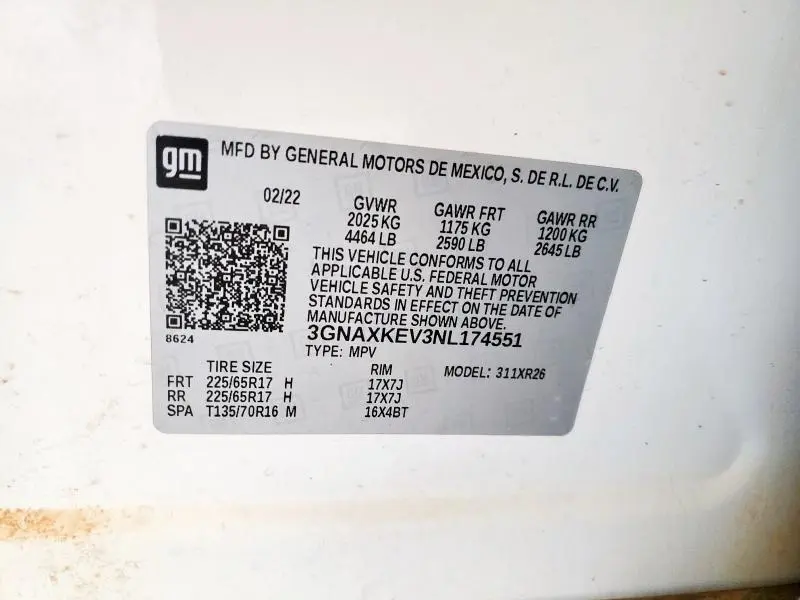 gm
MFD BY GENERAL MOTORS DE MEXICO, S. DE R.L. DE C.V.
02/22 GVWR GAWR FRT GAWR RR
2025 KG 1175 KG 1200 KG
4464 LB 2590 LB 2645 LB
THIS VEHICLE CONFORMS TO ALL
APPLICABLE U.S. FEDERAL MOTOR
VEHICLE SAFETY AND THEFT PREVENTION
STANDARDS IN EFFECT ON THE DATE OF
MANUFACTURE SHOWN ABOVE.
8624
3GNAXKEV3NL174551
TYPE: MPV
TIRE SIZE RIM MODEL: 311XR26
FRT 225/65R17 H 17X7J
RR 225/65R17 H 17X7J
SPA T135/70R16 M 16X4BT